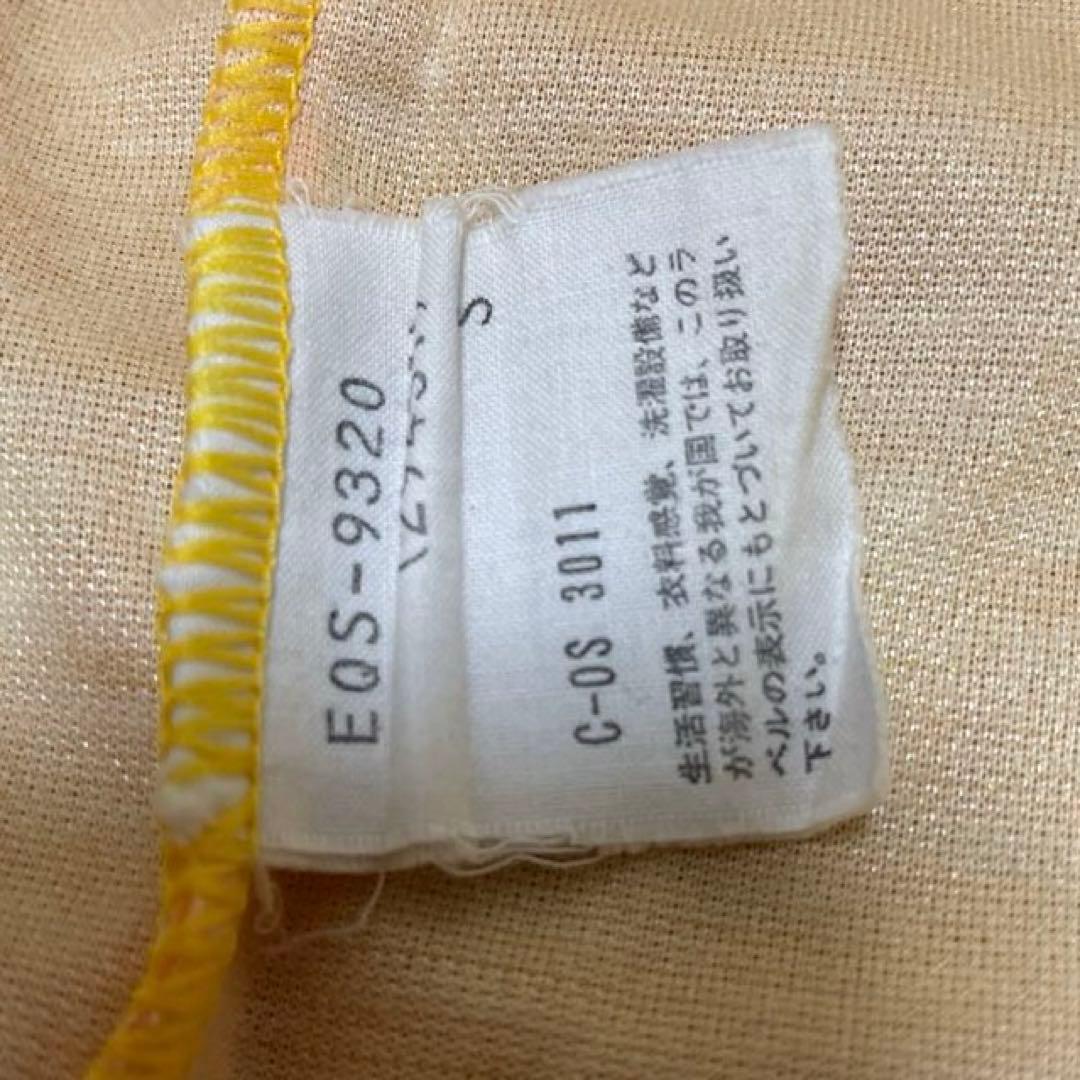 EQS-9320
S
C-OS 3011
生活習慣、衣料感覚、洗濯設備など
が海外と異なる我が国では、このラ
ベルの表示にもとづいてお取り扱い
下さい。